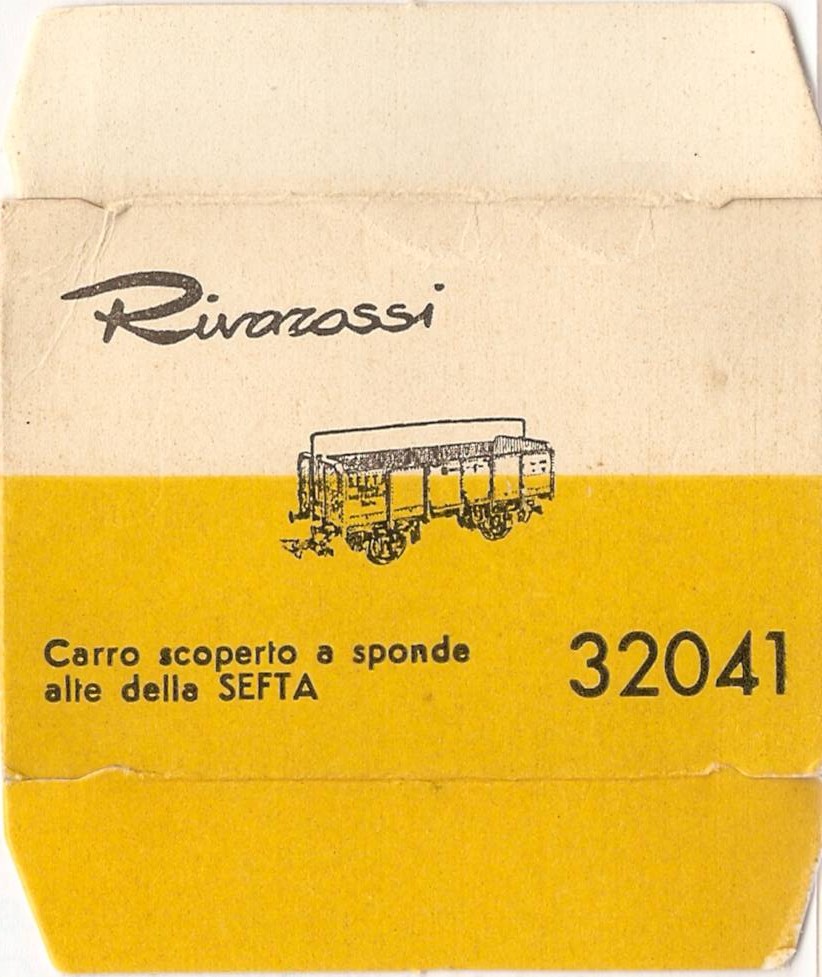 Rivarossi
Carro scoperto a sponde
alte della SEFTA
32041